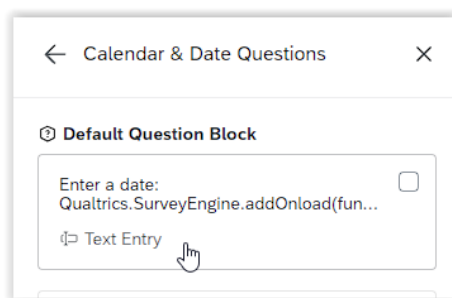 Calendar & Date Questions
Default Question Block
Enter a date:
Qualtrics.SurveyEngine.addOnload(fun...
Text Entry